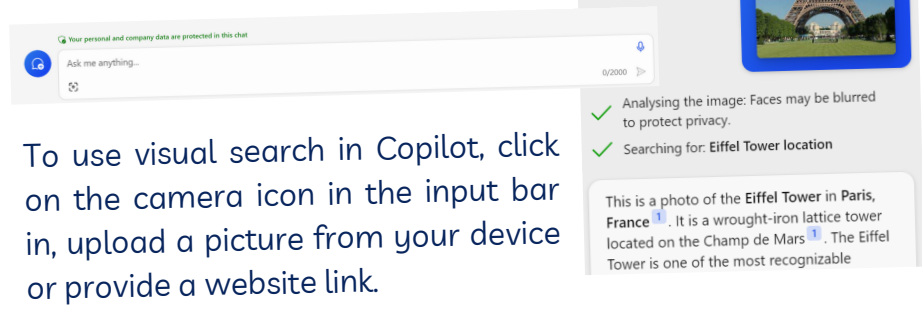 Your personal and company data are protected in this chat
Ask me anything...
0/2000
To use visual search in Copilot, click
on the camera icon in the input bar
in, upload a picture from your device
or provide a website link.
Analysing the image: Faces may be blurred
to protect privacy.
Searching for: Eiffel Tower location
This is a photo of the Eiffel Tower in Paris,
France 1 . It is a wrought-iron lattice tower
located on the Champ de Mars 1 . The Eiffel
Tower is one of the most recognizable